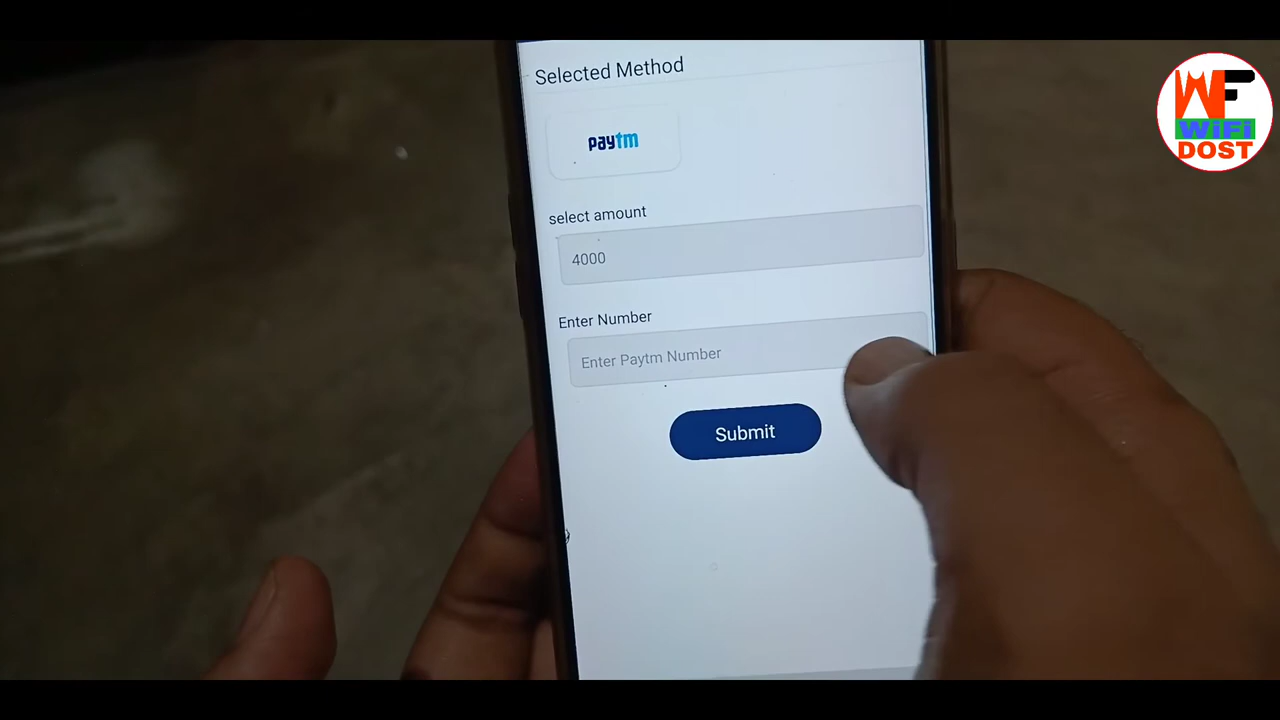 Selected Method
paytm
select amount
4000
Enter Number
Enter Paytm Number
Submit
WF
WiFi
DOST